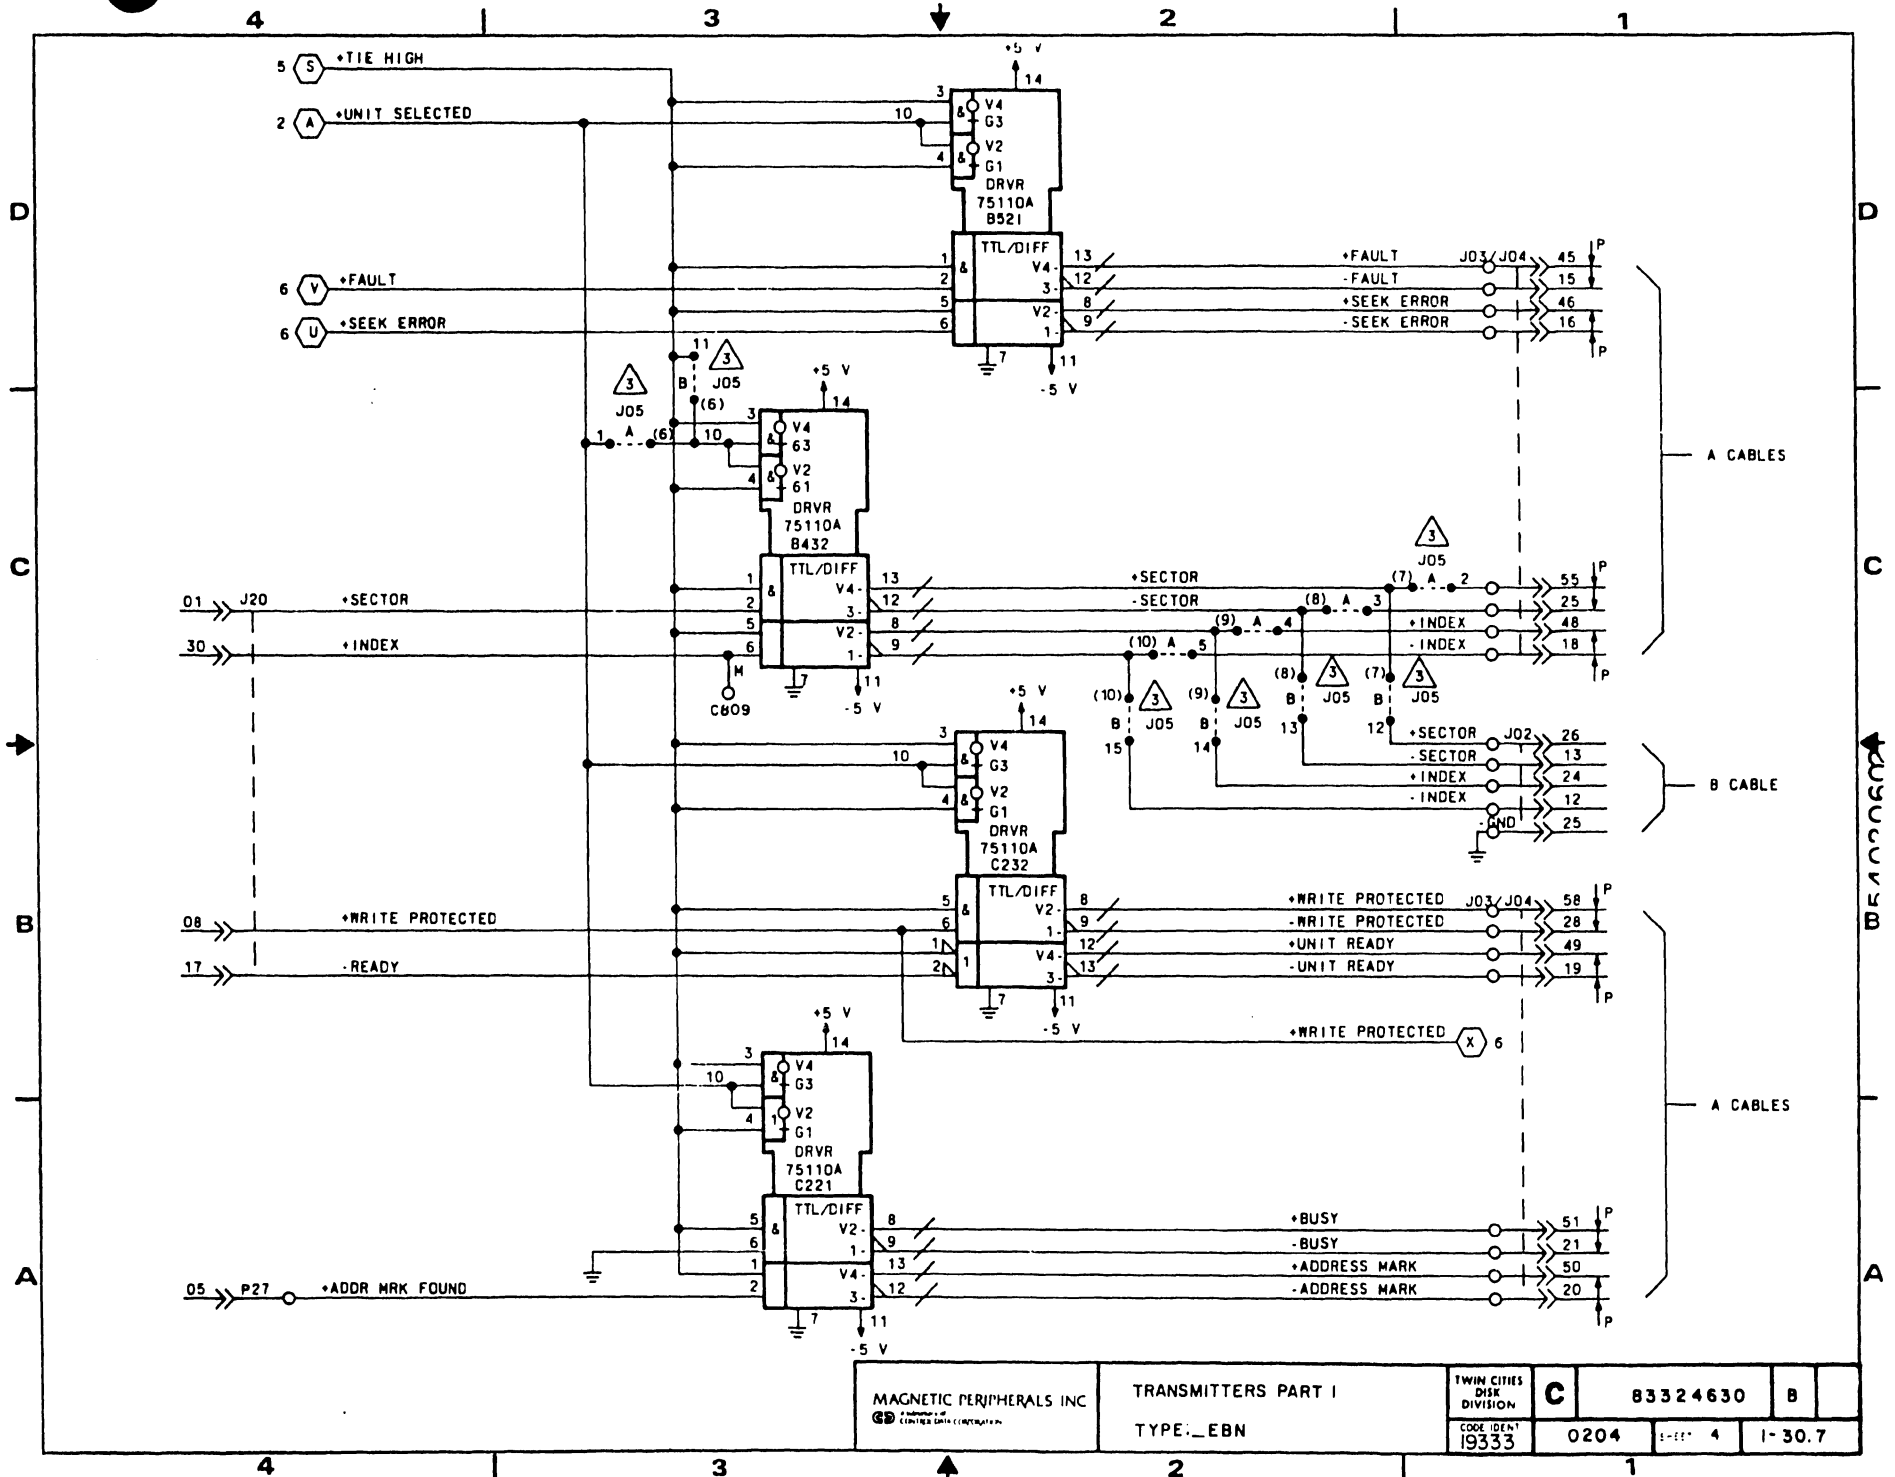 4 3 2 1
5 S +TIE HIGH
2 A +UNIT SELECTED
+5 V
14
3 10 4
& V4
G3
& V2
G1
DRVR
75110A
B521
TTL/DIFF
D D
6 V +FAULT
6 U +SEEK ERROR
1 & V4 13 +FAULT J03/J04 45 P
2 3 12 -FAULT 15
5 V2 8 +SEEK ERROR 46
6 1 9 -SEEK ERROR 16 P
7 11
-5 V
11 3 J05
B
(6)
3
J05
1 A (6) 10
+5 V
14
3
& V4
63
& V2
4 61
DRVR
75110A
B432
TTL/DIFF
A CABLES
C C
3
J05
01 J20 +SECTOR
30 +INDEX
1 & V4 13 +SECTOR (7) A 2 55 P
2 3 12 -SECTOR (8) A 3 25
5 V2 8 (9) A 4 +INDEX 48
6 1 9 (10) A 5 -INDEX 18 P
M
C809
7 11
-5 V
(10) 3 J05 B 15
(9) 3 J05 B 14
(8) 3 J05 B 13
(7) 3 J05 B 12
+SECTOR J02 26
-SECTOR 13
+INDEX 24
-INDEX 12
-GND 25
B CABLE
+5 V
14
3 10 4
& V4
G3
& V2
G1
DRVR
75110A
C232
TTL/DIFF
B B
08 +WRITE PROTECTED
17 -READY
5 & V2 8 +WRITE PROTECTED J03/J04 58 P
6 1 9 -WRITE PROTECTED 28
1 1 V4 12 +UNIT READY 49
2 3 13 -UNIT READY 19 P
7 11
-5 V
+WRITE PROTECTED X 6
+5 V
14
3 10 4
& V4
G3
1 V2
G1
DRVR
75110A
C221
TTL/DIFF
A CABLES
A A
5 & V2 8 +BUSY 51 P
6 1 9 -BUSY 21
1 V4 13 +ADDRESS MARK 50
2 3 12 -ADDRESS MARK 20 P
05 P27 +ADDR MRK FOUND
7 11
-5 V
MAGNETIC PERIPHERALS INC
TRANSMITTERS PART I
TYPE:_EBN
TWIN CITIES
DISK
DIVISION
C 83324630 B
CODE IDENT
19333
0204 4 1-30.7
4 3 2 1